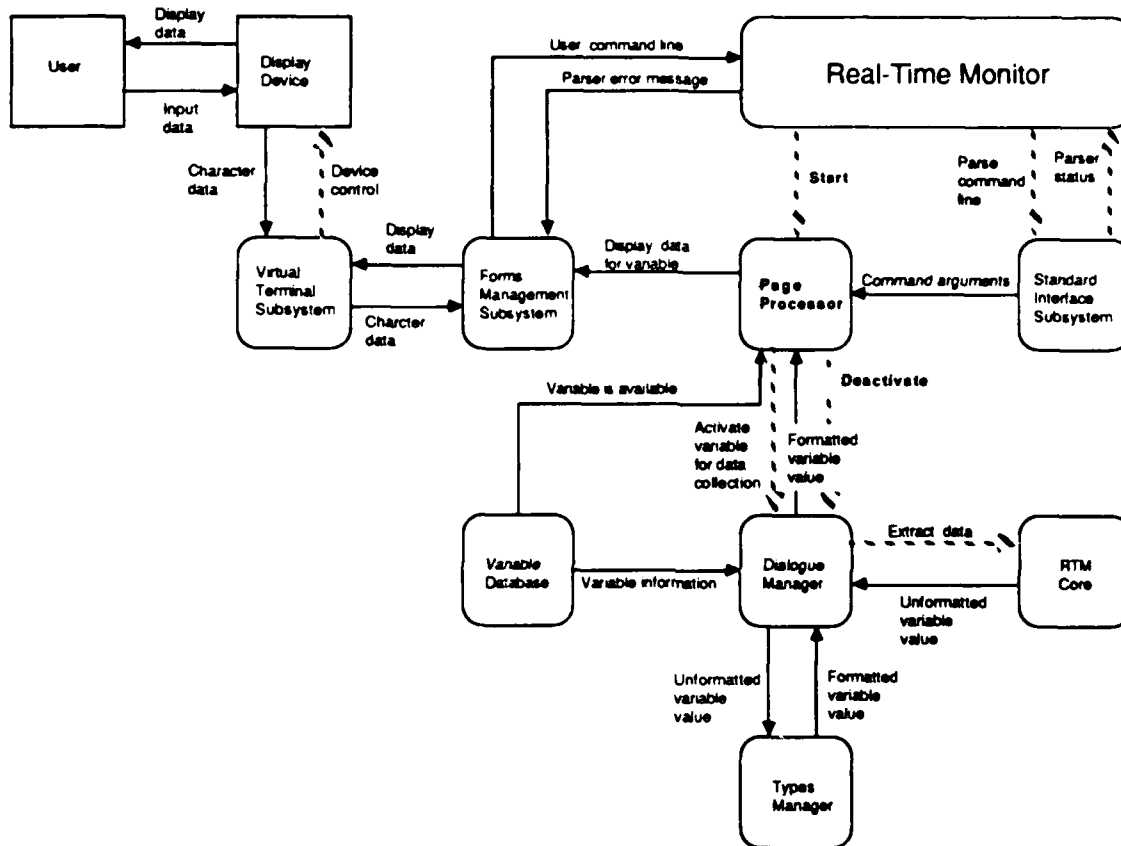 Display
data
User
Display
Device
Input
data
User command line
Parser error message
Real-Time Monitor
Character
data
Device
control
Start
Parse
command
line
Parser
status
Virtual
Terminal
Subsystem
Display
data
Charcter
data
Forms
Management
Subsystem
Display data
for variable
Page
Processor
Command arguments
Standard
Interface
Subsystem
Variable is available
Deactivate
Activate
variable
for data
collection
Formatted
variable
value
Variable
Database
Variable information
Dialogue
Manager
Extract data
RTM
Core
Unformatted
variable
value
Unformatted
variable
value
Formatted
variable
value
Types
Manager